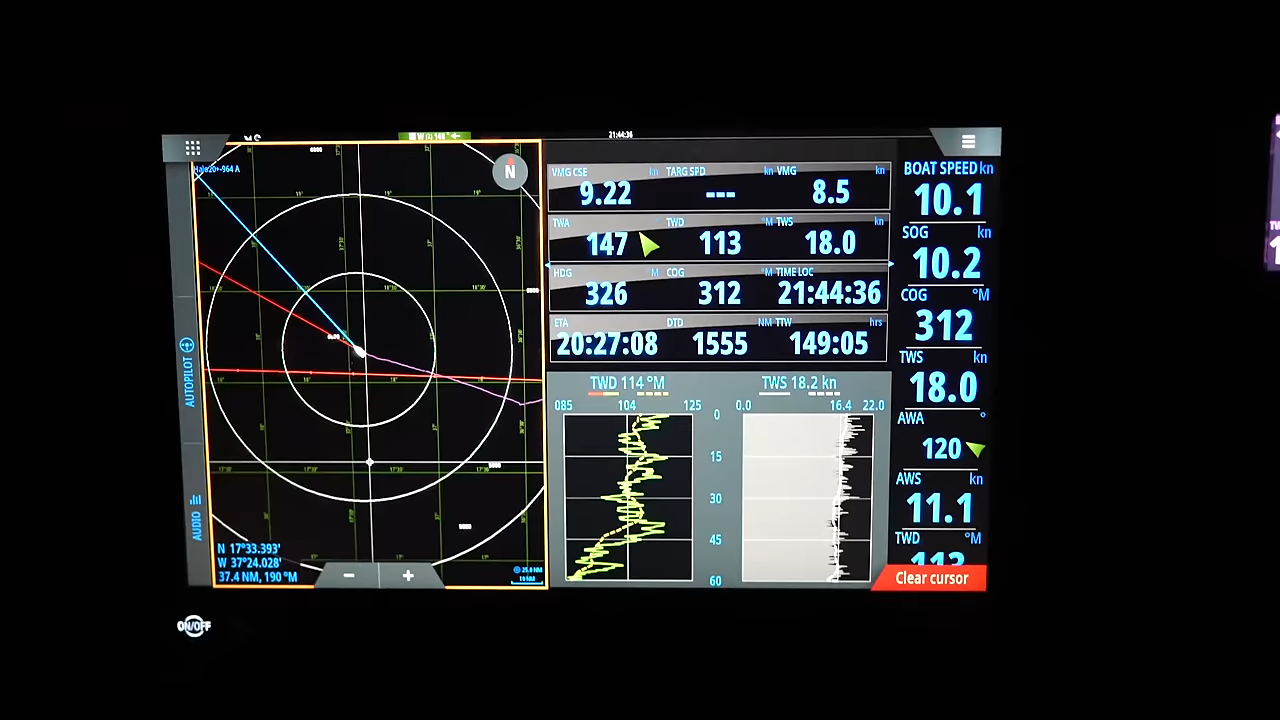 21:44:36
N
VMG CSE kn TARG SPD kn VMG kn
9.22 --- 8.5
TWA TWD °M TWS kn
147 113 18.0
HDG °M COG °M TIME LOC
326 312 21:44:36
ETA DTD NM TTW hrs
20:27:08 1555 149:05
TWD 114 °M TWS 18.2 kn
085 104 125 0.0 16.4 22.0
0
15
30
45
60
BOAT SPEED kn
10.1
SOG kn
10.2
COG °M
312
TWS kn
18.0
AWA °
120
AWS kn
11.1
TWD °M
113
Clear cursor
AUTOPILOT
AUDIO
N 17°33.393'
W 37°24.028'
37.4 NM, 190 °M
− +
ON/OFF